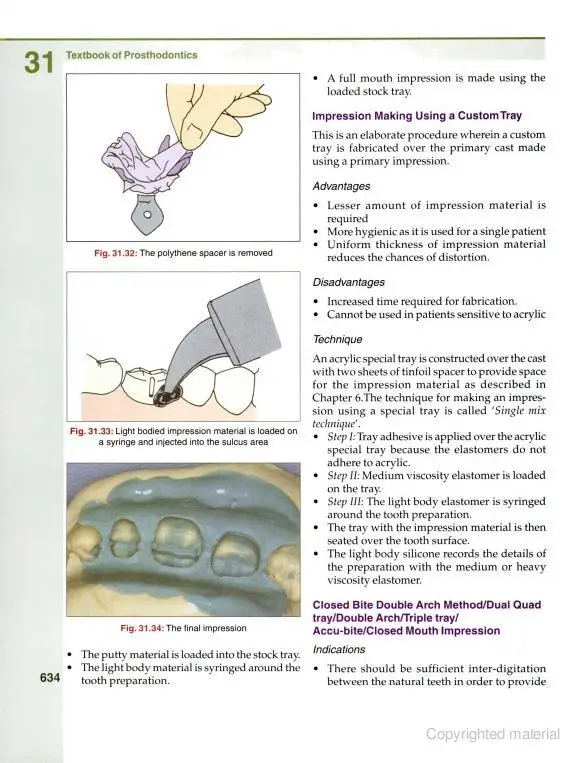 31
Textbook of Prosthodontics
Fig. 31.32: The polythene spacer is removed
Fig. 31.33: Light bodied impression material is loaded on
a syringe and injected into the sulcus area
Fig. 31.34: The final impression
• The putty material is loaded into the stock tray.
• The light body material is syringed around the
tooth preparation.
634
• A full mouth impression is made using the
loaded stock tray.
Impression Making Using a Custom Tray
This is an elaborate procedure wherein a custom
tray is fabricated over the primary cast made
using a primary impression.
Advantages
• Lesser amount of impression material is
required
• More hygienic as it is used for a single patient
• Uniform thickness of impression material
reduces the chances of distortion.
Disadvantages
• Increased time required for fabrication.
• Cannot be used in patients sensitive to acrylic
Technique
An acrylic special tray is constructed over the cast
with two sheets of tinfoil spacer to provide space
for the impression material as described in
Chapter 6.The technique for making an impres-
sion using a special tray is called ‘Single mix
technique’.
• Step I: Tray adhesive is applied over the acrylic
special tray because the elastomers do not
adhere to acrylic.
• Step II: Medium viscosity elastomer is loaded
on the tray.
• Step III: The light body elastomer is syringed
around the tooth preparation.
• The tray with the impression material is then
seated over the tooth surface.
• The light body silicone records the details of
the preparation with the medium or heavy
viscosity elastomer.
Closed Bite Double Arch Method/Dual Quad
tray/Double Arch/Triple tray/
Accu-bite/Closed Mouth Impression
Indications
• There should be sufficient inter-digitation
between the natural teeth in order to provide
Copyrighted material